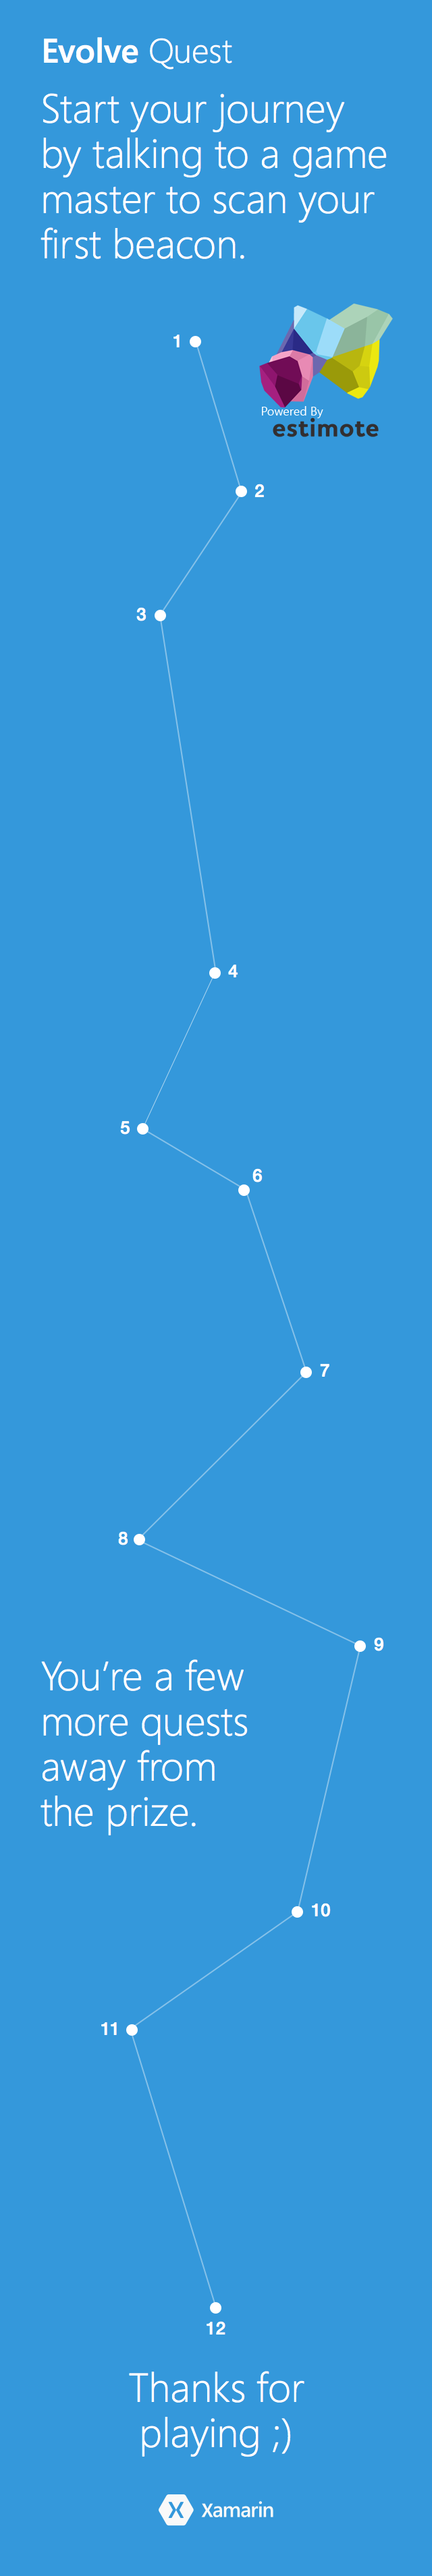 Evolve Quest
Start your journey
by talking to a game
master to scan your
first beacon.
1
Powered By
estimote
2
3
4
5
6
7
8
9
You’re a few
more quests
away from
the prize.
10
11
12
Thanks for
playing ;)
X Xamarin